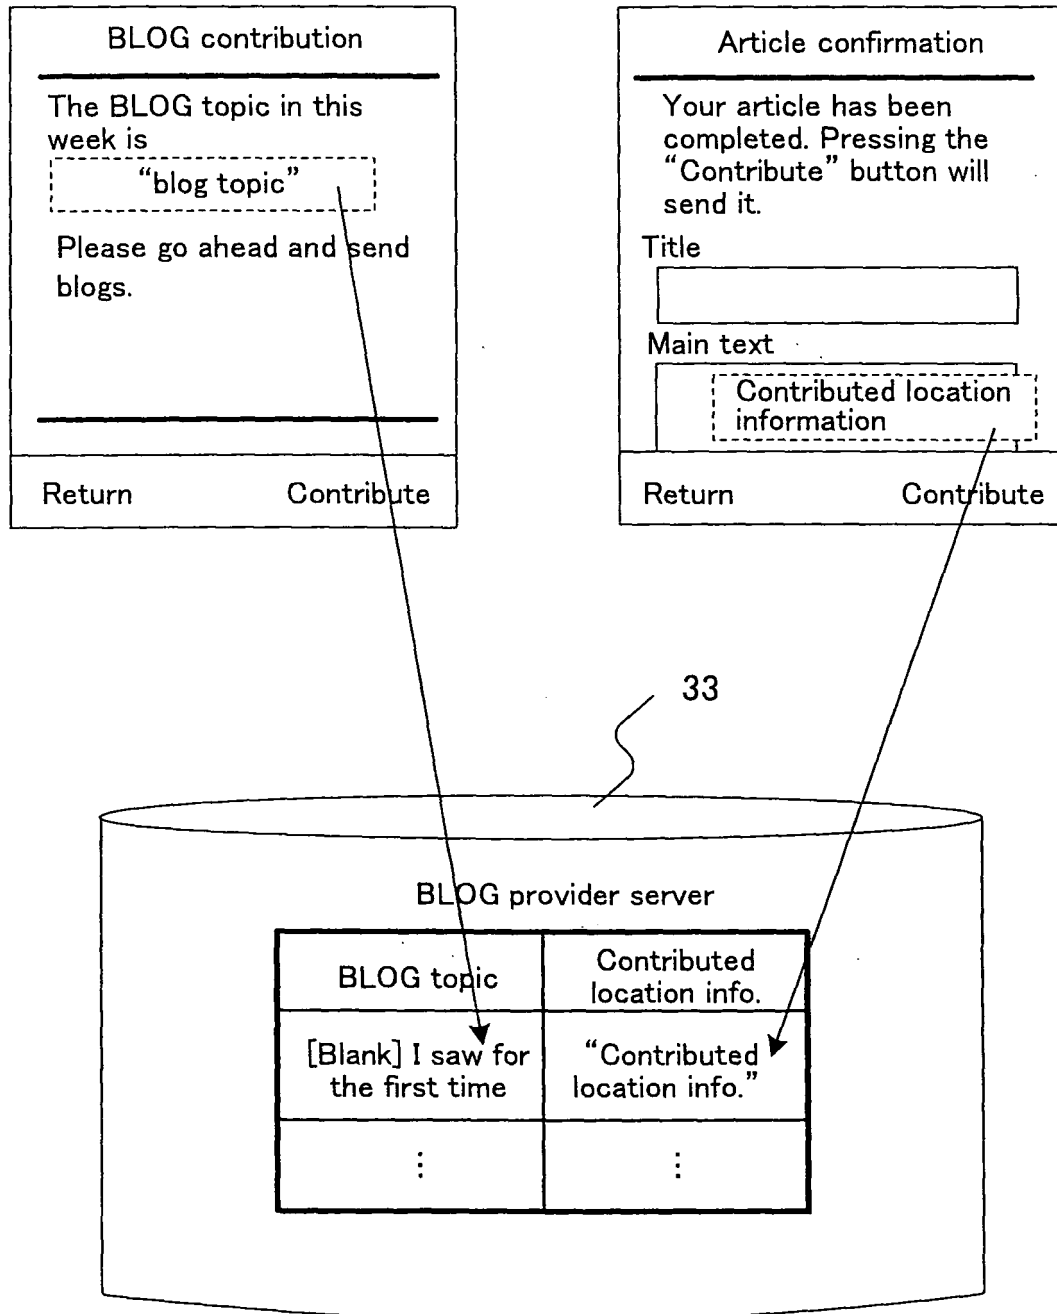 BLOG contribution
The BLOG topic in this
week is
“blog topic”
Please go ahead and send
blogs.
Return
Contribute
Article confirmation
Your article has been
completed. Pressing the
“Contribute” button will
send it.
Title
Main text
Contributed location
information
Return
Contribute
33
BLOG provider server
BLOG topic
Contributed
location info.
[Blank] I saw for
the first time
“Contributed
location info.”
⋮
⋮